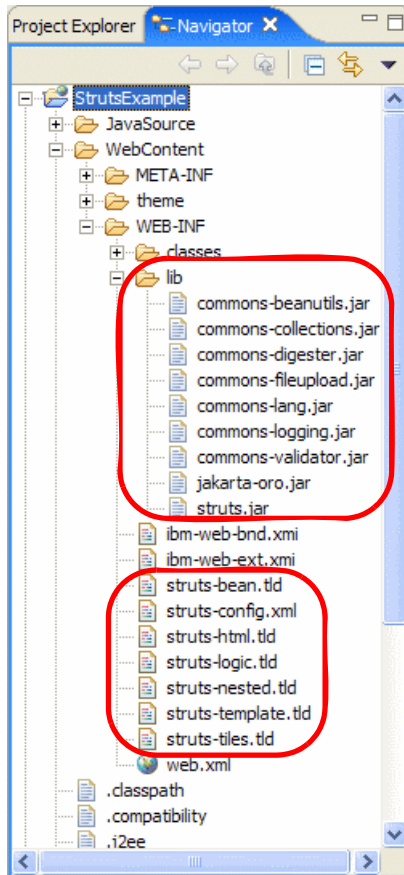 Project Explorer Navigator
StrutsExample
JavaSource
WebContent
META-INF
theme
WEB-INF
classes
lib
commons-beanutils.jar
commons-collections.jar
commons-digester.jar
commons-fileupload.jar
commons-lang.jar
commons-logging.jar
commons-validator.jar
jakarta-oro.jar
struts.jar
ibm-web-bnd.xmi
ibm-web-ext.xmi
struts-bean.tld
struts-config.xml
struts-html.tld
struts-logic.tld
struts-nested.tld
struts-template.tld
struts-tiles.tld
web.xml
.classpath
.compatibility
.j2ee